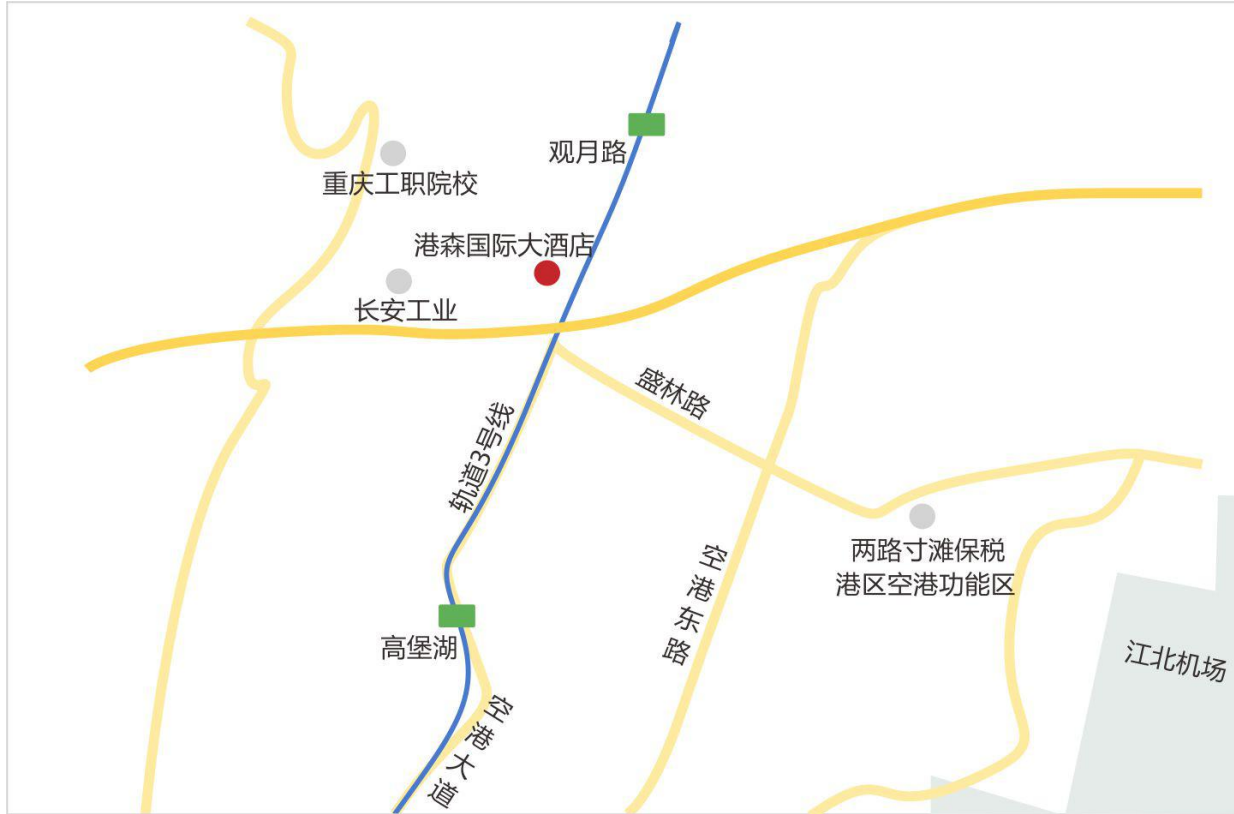 观月路
重庆工职院校
港森国际大酒店
长安工业
盛林路
轨道3号线
空港东路
两路寸滩保税
港区空港功能区
高堡湖
江北机场
空港大道